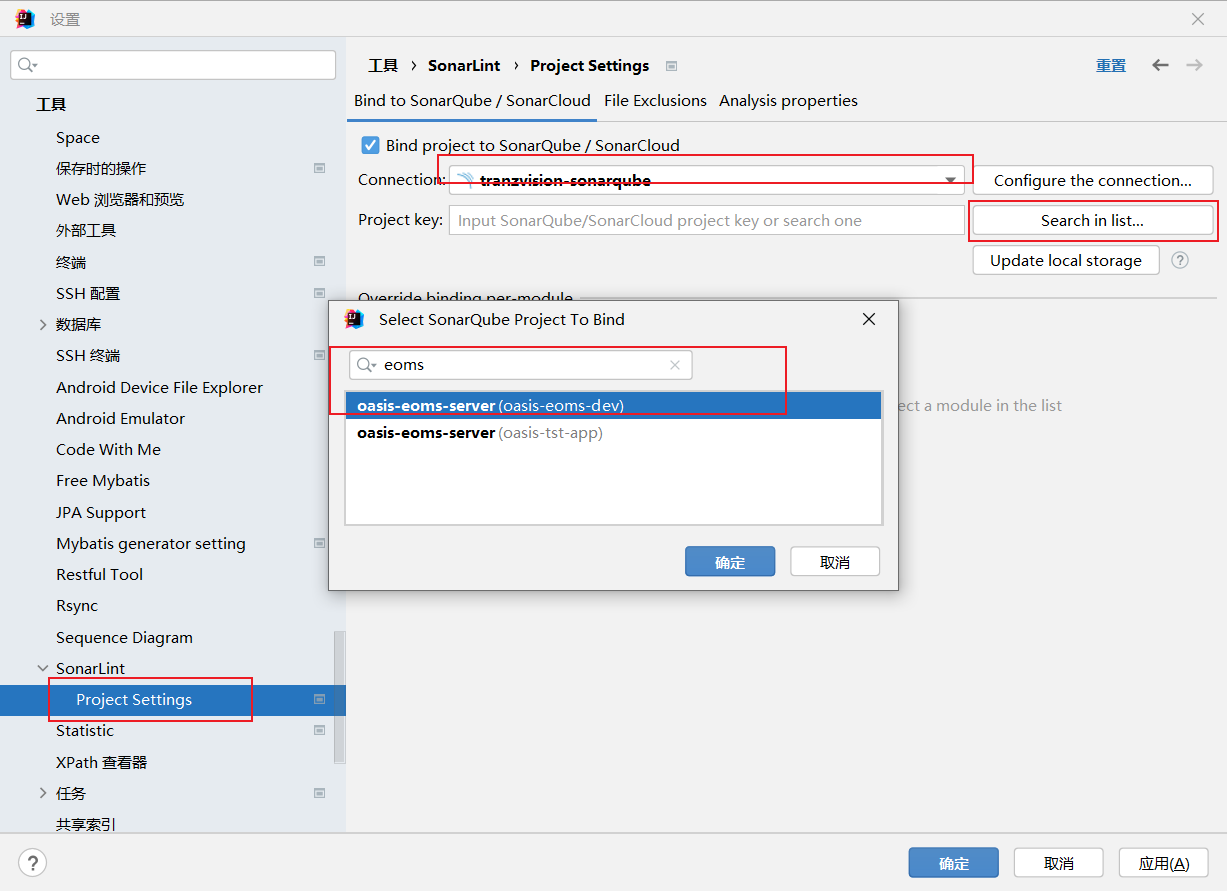 设置
工具
Space
保存时的操作
Web 浏览器和预览
外部工具
终端
SSH 配置
数据库
SSH 终端
Android Device File Explorer
Android Emulator
Code With Me
Free Mybatis
JPA Support
Mybatis generator setting
Restful Tool
Rsync
Sequence Diagram
SonarLint
Project Settings
Statistic
XPath 查看器
任务
共享索引
工具 › SonarLint › Project Settings
重置
Bind to SonarQube / SonarCloud File Exclusions Analysis properties
Bind project to SonarQube / SonarCloud
Connection: tranzvision-sonarqube Configure the connection...
Project key: Input SonarQube/SonarCloud project key or search one Search in list...
Update local storage ?
Override binding per-module
ect a module in the list
Select SonarQube Project To Bind
eoms
oasis-eoms-server (oasis-eoms-dev)
oasis-eoms-server (oasis-tst-app)
确定 取消
? 确定 取消 应用(A)